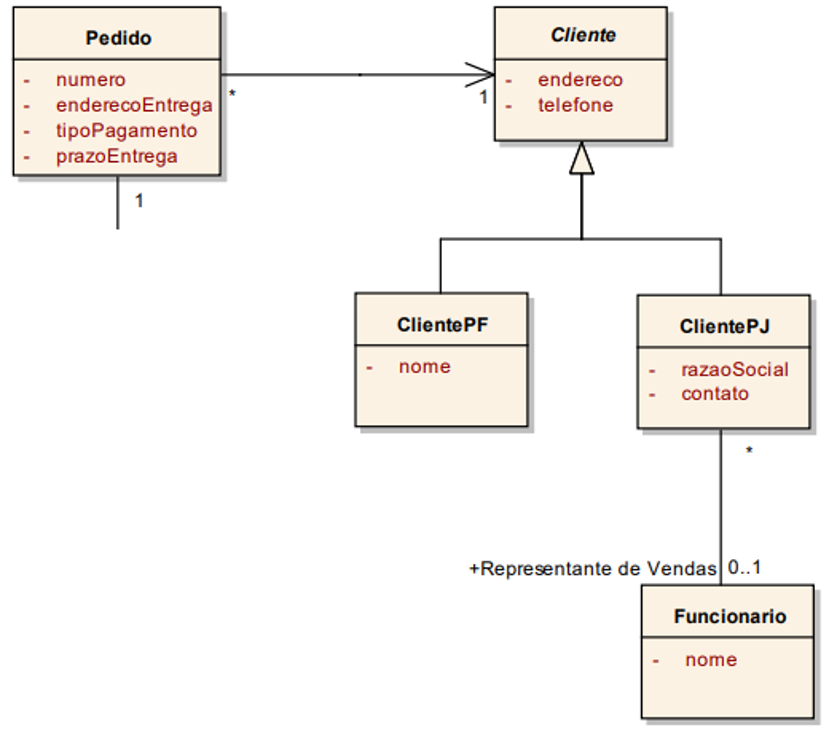 Pedido
- numero
- enderecoEntrega
- tipoPagamento
- prazoEntrega
*
1
1
Cliente
- endereco
- telefone
ClientePF
- nome
ClientePJ
- razaoSocial
- contato
*
+Representante de Vendas 0..1
Funcionario
- nome